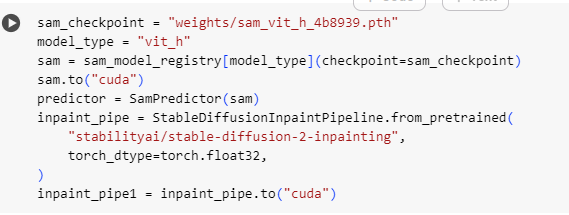 sam_checkpoint = "weights/sam_vit_h_4b8939.pth"
model_type = "vit_h"
sam = sam_model_registry[model_type](checkpoint=sam_checkpoint)
sam.to("cuda")
predictor = SamPredictor(sam)
inpaint_pipe = StableDiffusionInpaintPipeline.from_pretrained(
    "stabilityai/stable-diffusion-2-inpainting",
    torch_dtype=torch.float32,
)
inpaint_pipe1 = inpaint_pipe.to("cuda")